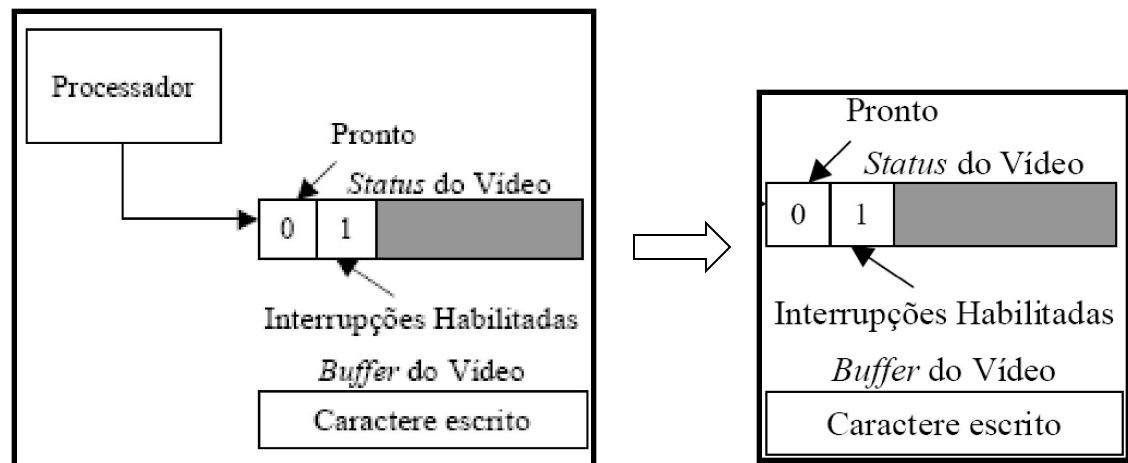 Processador
Pronto
Status do Vídeo
0 1
Interrupções Habilitadas
Buffer do Vídeo
Caractere escrito
Pronto
Status do Vídeo
0 1
Interrupções Habilitadas
Buffer do Vídeo
Caractere escrito